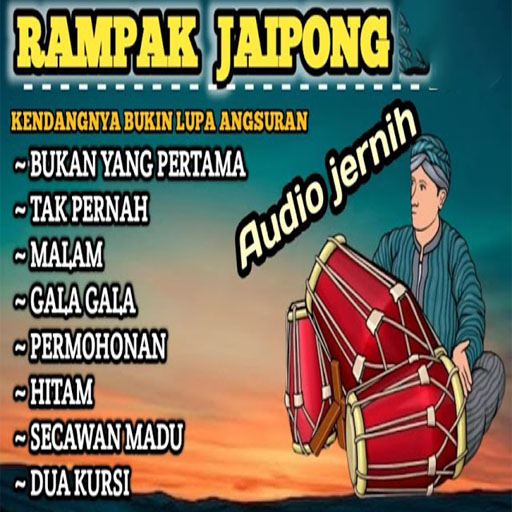 RAMPAK JAIPONG
KENDANGNYA BUKIN LUPA ANGSURAN
~ BUKAN YANG PERTAMA
~ TAK PERNAH
~ MALAM
~ GALA GALA
~ PERMOHONAN
~ HITAM
~ SECAWAN MADU
~ DUA KURSI
Audio jernih